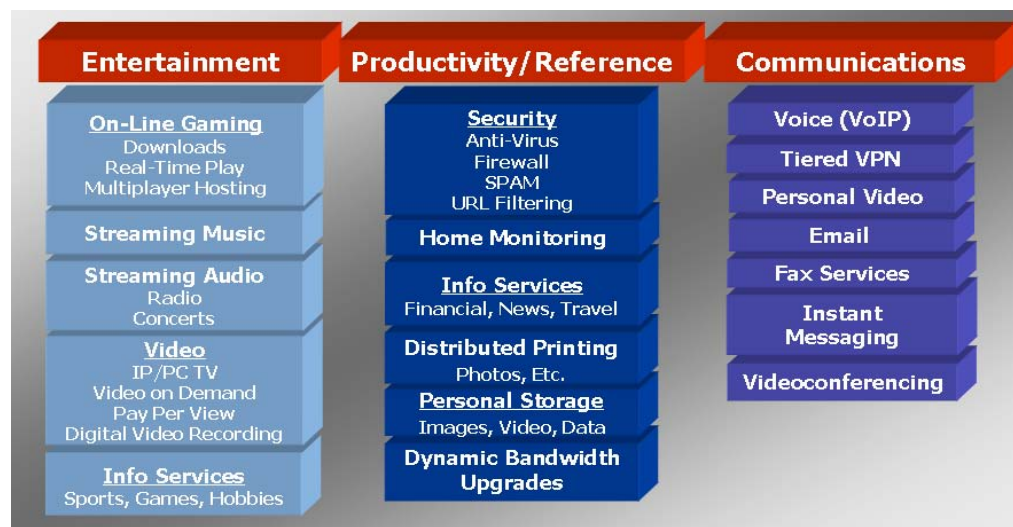 Entertainment
On-Line Gaming
Downloads
Real-Time Play
Multiplayer Hosting
Streaming Music
Streaming Audio
Radio
Concerts
Video
IP/PC TV
Video on Demand
Pay Per View
Digital Video Recording
Info Services
Sports, Games, Hobbies
Productivity/Reference
Security
Anti-Virus
Firewall
SPAM
URL Filtering
Home Monitoring
Info Services
Financial, News, Travel
Distributed Printing
Photos, Etc.
Personal Storage
Images, Video, Data
Dynamic Bandwidth
Upgrades
Communications
Voice (VoIP)
Tiered VPN
Personal Video
Email
Fax Services
Instant
Messaging
Videoconferencing